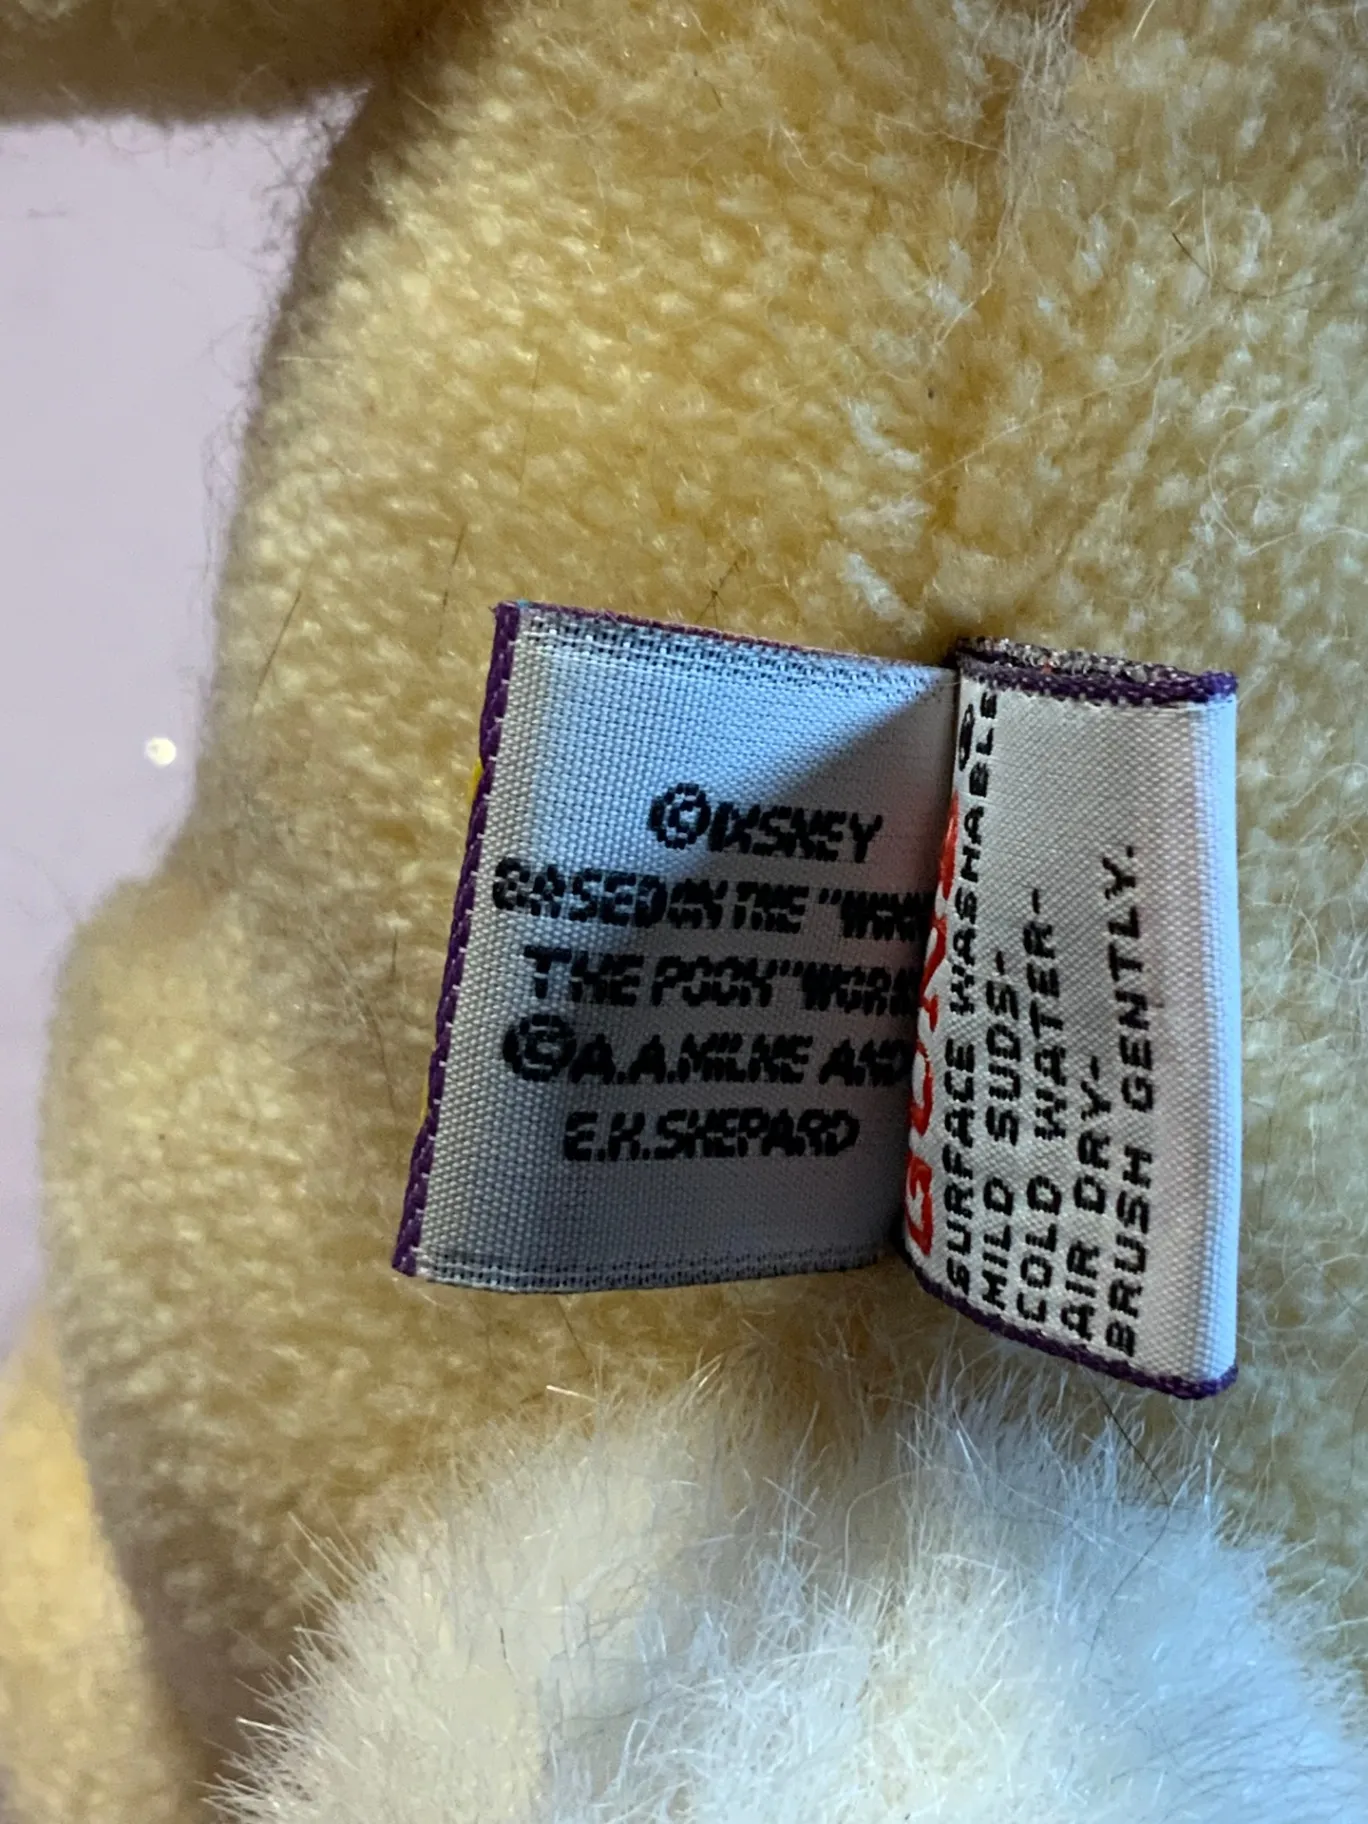 ©DISNEY
BASED ON THE "WINN
THE POOH" WORK
©A.A.MILNE AND
E.H.SHEPARD
SURFACE WASHABLE
MILD SUDS-
COLD WATER-
AIR DRY-
BRUSH GENTLY.